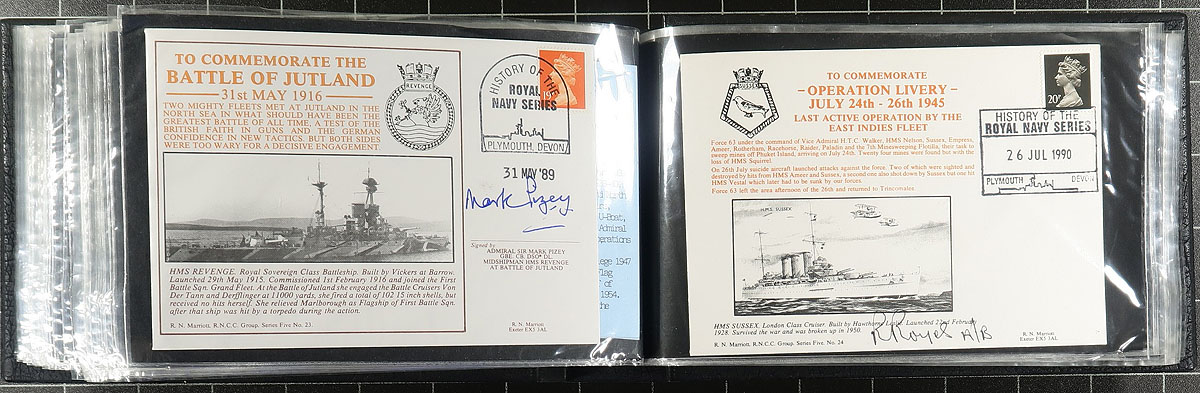 TO COMMEMORATE THE
BATTLE OF JUTLAND
31st MAY 1916
TWO MIGHTY FLEETS MET AT JUTLAND IN THE
NORTH SEA IN WHAT SHOULD HAVE BEEN THE
GREATEST BATTLE OF ALL TIME, A TEST OF THE
BRITISH FAITH IN GUNS AND THE GERMAN
CONFIDENCE IN NEW TACTICS. BUT BOTH SIDES
WERE TOO WARY FOR A DECISIVE ENGAGEMENT.
REVENGE
HISTORY OF THE
ROYAL
NAVY SERIES
PLYMOUTH, DEVON
31 MAY '89
Mark Pizey
Signed by
ADMIRAL SIR MARK PIZEY
GBE. CB. DSO* DL.
MIDSHIPMAN HMS REVENGE
AT BATTLE OF JUTLAND
HMS REVENGE. Royal Sovereign Class Battleship. Built by Vickers at Barrow.
Launched 29th May 1915. Commissioned 1st February 1916 and joined the First
Battle Sqn. Grand Fleet. At the Battle of Jutland she engaged the Battle Cruisers Von
Der Tann and Derfflinger at 11000 yards, she fired a total of 102 15 inch shells, but
received no hits herself. She relieved Marlborough as Flagship of First Battle Sqn.
after that ship was hit by a torpedo during the action.
R. N. Marriott, R.N.C.C. Group. Series Five No. 23.
R. N. Marriott
Exeter EX5 3AL
U-Boat,
Admiral
1947
Flag
of
1954.
TO COMMEMORATE
- OPERATION LIVERY -
JULY 24th - 26th 1945
LAST ACTIVE OPERATION BY THE
EAST INDIES FLEET
SUSSEX
20P
Force 63 under the command of Vice Admiral H.T.C. Walker, HMS Nelson, Sussex, Empress,
Ameer, Rotherham, Racehorse, Raider, Paladin and the 7th Minesweeping Flotilla, their task to
sweep mines off Phuket Island, arriving on July 24th. Twenty four mines were found but with the
loss of HMS Squirrel.
On 26th July suicide aircraft launched attacks against the force. Two of which were sighted and
destroyed by hits from HMS Ameer and Sussex, a second one also shot down by Sussex but one hit
HMS Vestal which later had to be sunk by our forces.
Force 63 left the area afternoon of the 26th and returned to Trincomalee
HISTORY OF THE
ROYAL NAVY SERIES
26 JUL 1990
PLYMOUTH DEVON
H.M.S. SUSSEX
HMS SUSSEX. London Class Cruiser. Built by Hawthorn Leslie. Launched 22nd February
1928. Survived the war and was broken up in 1950.
R Royel A/B
R. N. Marriott, R.N.C.C. Group. Series Five. No. 24
R. N. Marriott
Exeter EX5 3AL